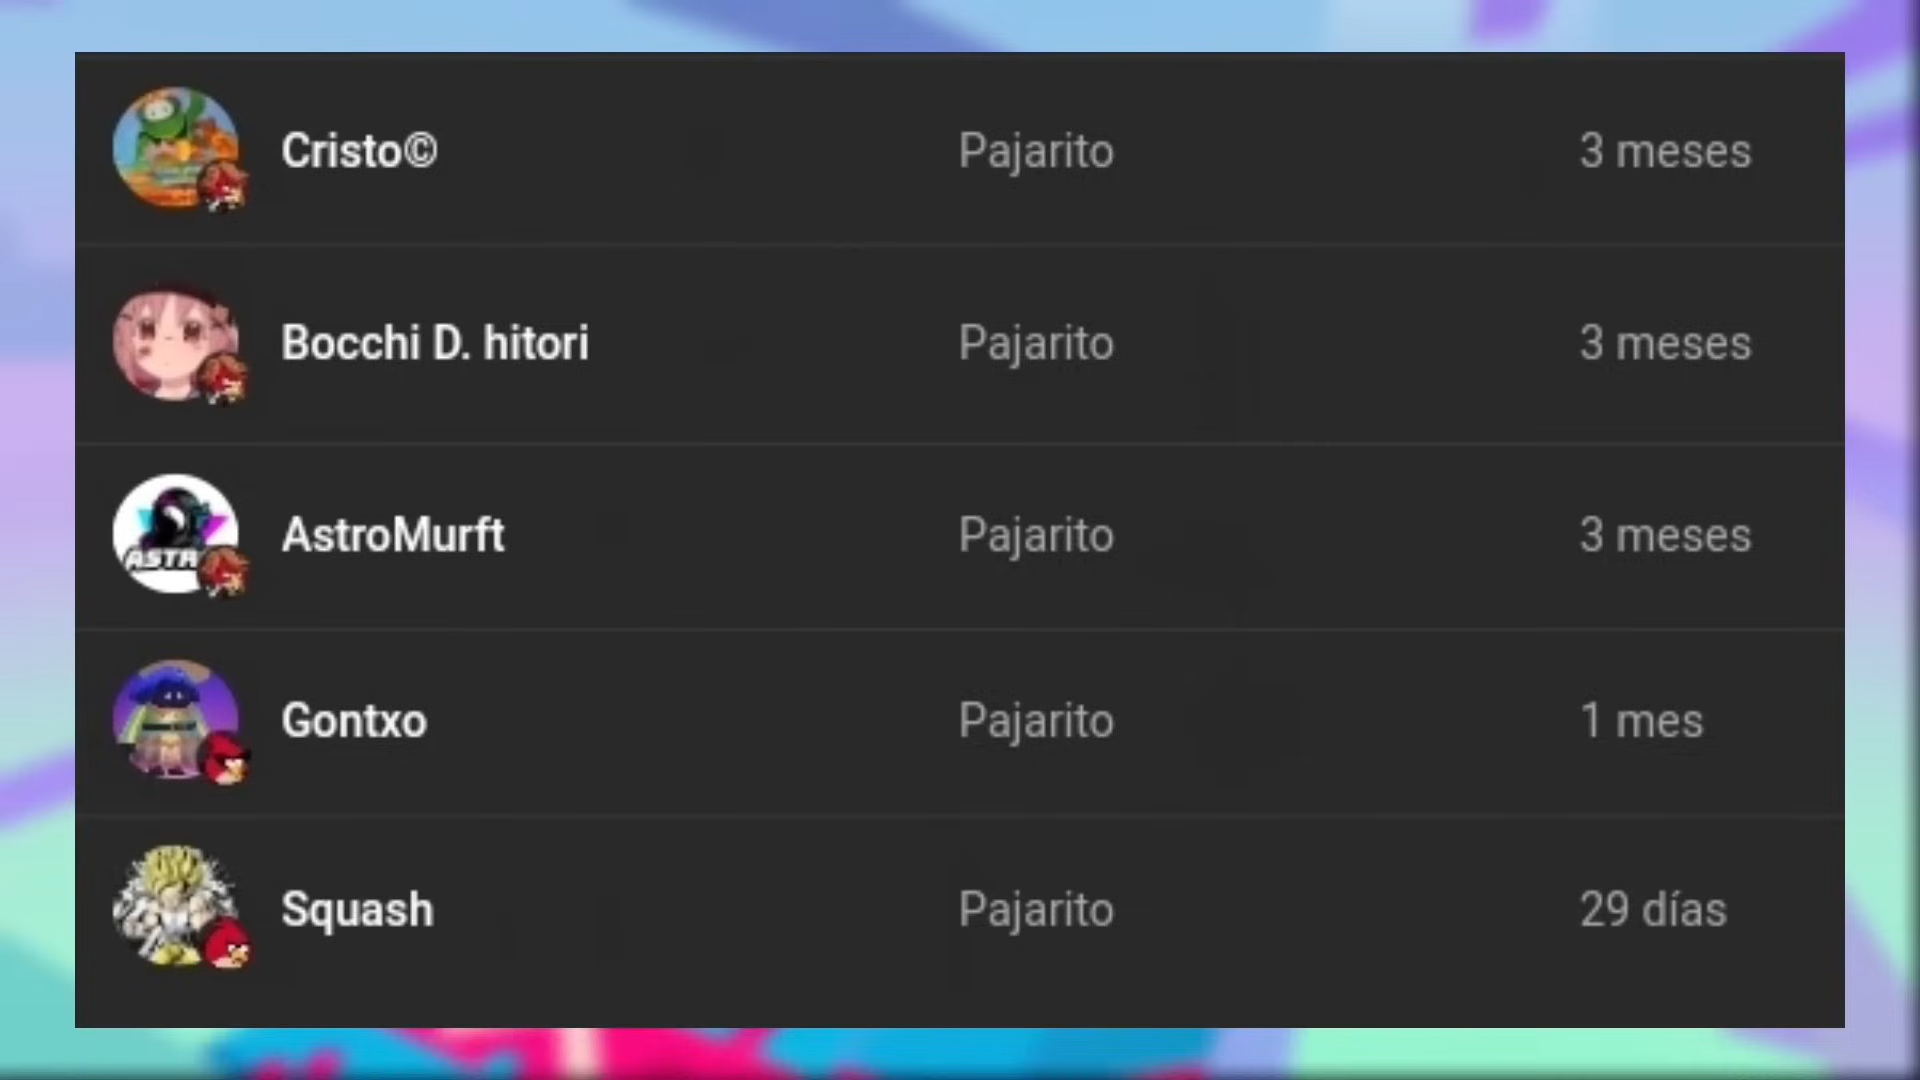 Cristo© Pajarito 3 meses
Bocchi D. hitori Pajarito 3 meses
AstroMurft Pajarito 3 meses
ASTR
Gontxo Pajarito 1 mes
Squash Pajarito 29 días